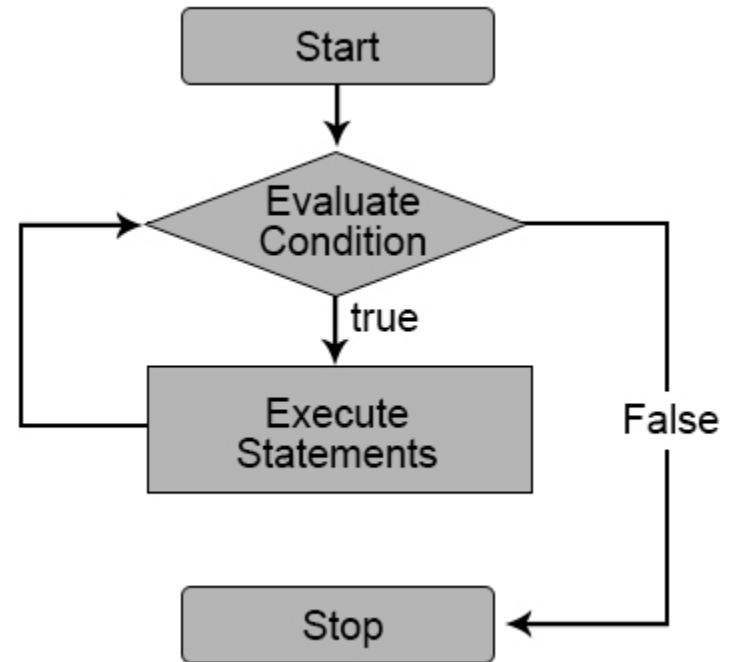 Start
Evaluate
Condition
true
Execute
Statements
False
Stop